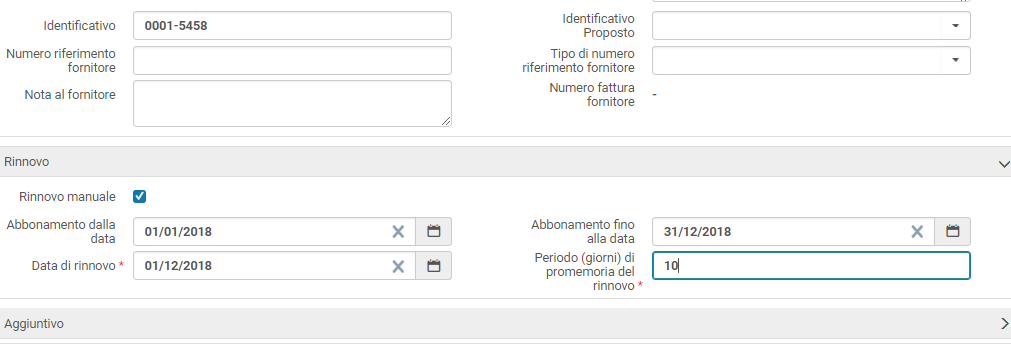 Identificativo
0001-5458
Identificativo
Proposto
Numero riferimento
fornitore
Tipo di numero
riferimento fornitore
Nota al fornitore
Numero fattura
fornitore
-
Rinnovo
Rinnovo manuale
Abbonamento dalla
data
01/01/2018
Abbonamento fino
alla data
31/12/2018
Data di rinnovo *
01/12/2018
Periodo (giorni) di
promemoria del
rinnovo *
10
Aggiuntivo